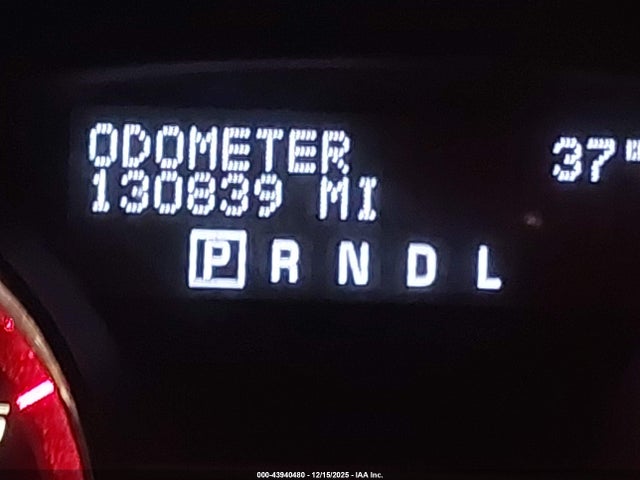 ODOMETER
130839 MI
37°
P R N D L
000-43940480 - 12/15/2025 - IAA Inc.